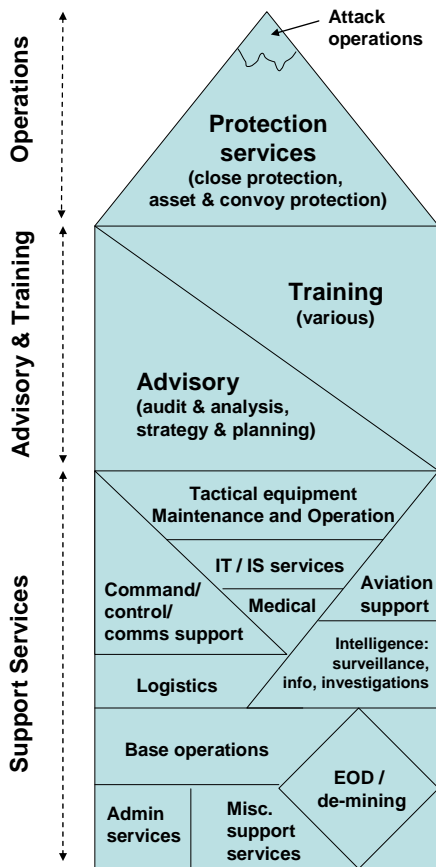 Operations
Attack
operations
Protection
services
(close protection,
asset & convoy protection)
Advisory & Training
Training
(various)
Advisory
(audit & analysis,
strategy & planning)
Support Services
Tactical equipment
Maintenance and Operation
IT / IS services
Medical
Command/
control/
comms support
Aviation
support
Intelligence:
surveillance,
info, investigations
Logistics
Base operations
EOD /
de-mining
Admin
services
Misc.
support
services